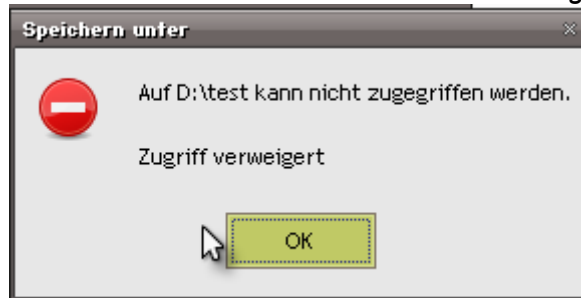 Speichern unter
Auf D:\test kann nicht zugegriffen werden.
Zugriff verweigert
OK